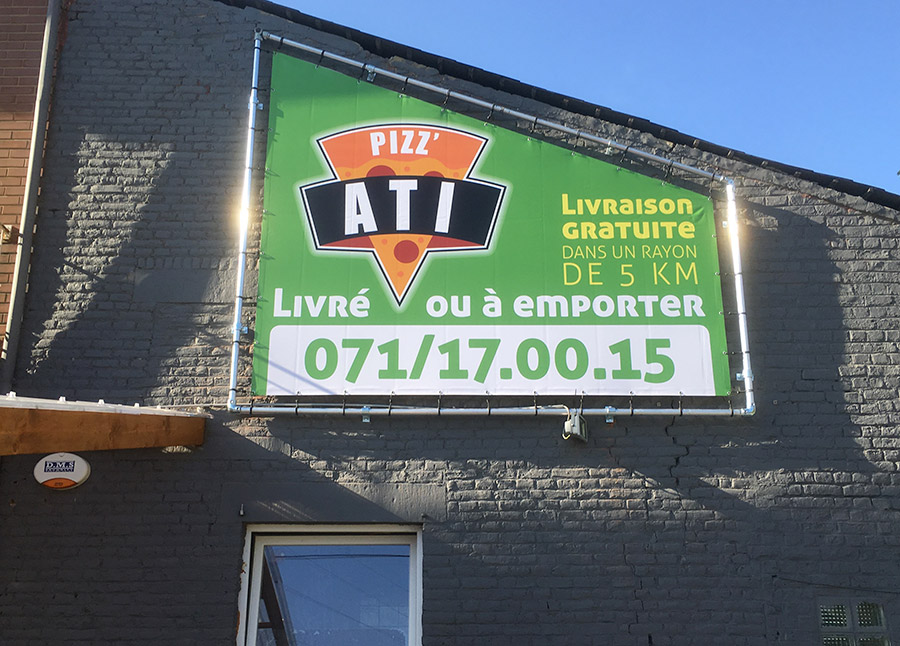 PIZZ'
ATI
Livraison
gratuite
dans un rayon
de 5 km
Livré ou à emporter
071/17.00.15
D.M.S